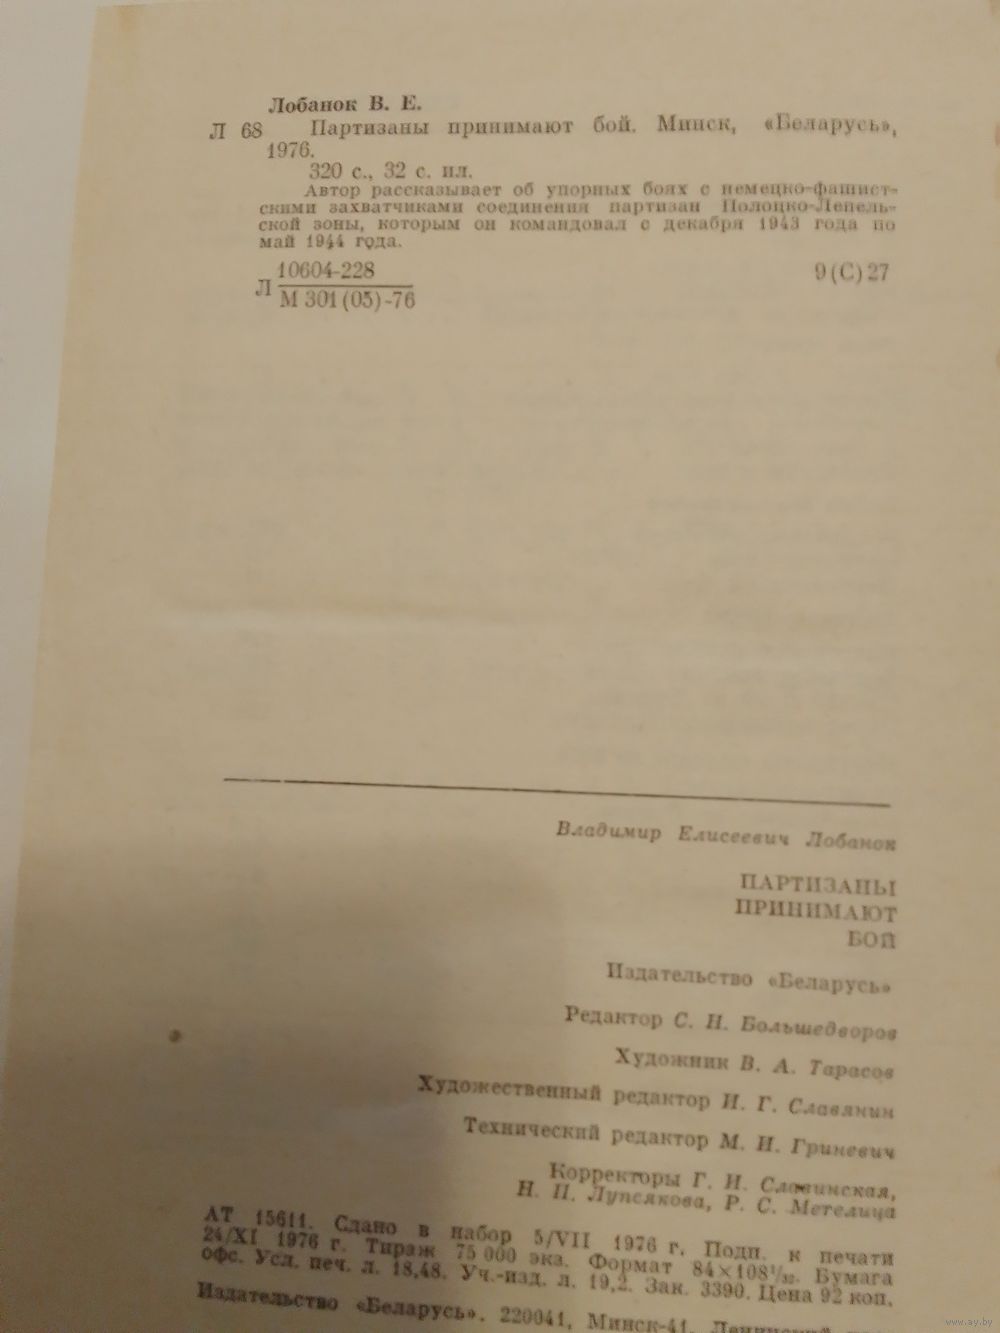 Лобанок В. Е.
Л 68 Партизаны принимают бой. Минск, «Беларусь»,
1976.
320 с., 32 с. ил.
Автор рассказывает об упорных боях с немецко-фашист-
скими захватчиками соединения партизан Полоцко-Лепель-
ской зоны, которым он командовал с декабря 1943 года по
май 1944 года.
Л 10604-228 9(С)27
М 301(05)-76
Владимир Елисеевич Лобанок
ПАРТИЗАНЫ
ПРИНИМАЮТ
БОЙ
Издательство «Беларусь»
Редактор С. Н. Большедворов
Художник В. А. Тарасов
Художественный редактор И. Г. Славянин
Технический редактор М. И. Гриневич
Корректоры Г. И. Славинская,
Н. П. Лупсякова, Р. С. Метелица
АТ 15611. Сдано в набор 5/VII 1976 г. Подп. к печати
24/XI 1976 г. Тираж 75 000 экз. Формат 84×108¹/₃₂. Бумага
офс. Усл. печ. л. 18,48. Уч.-изд. л. 19,2. Зак. 3390. Цена 92 коп.
Издательство «Беларусь». 220041, Минск-41, Ленинский
www.ay.by